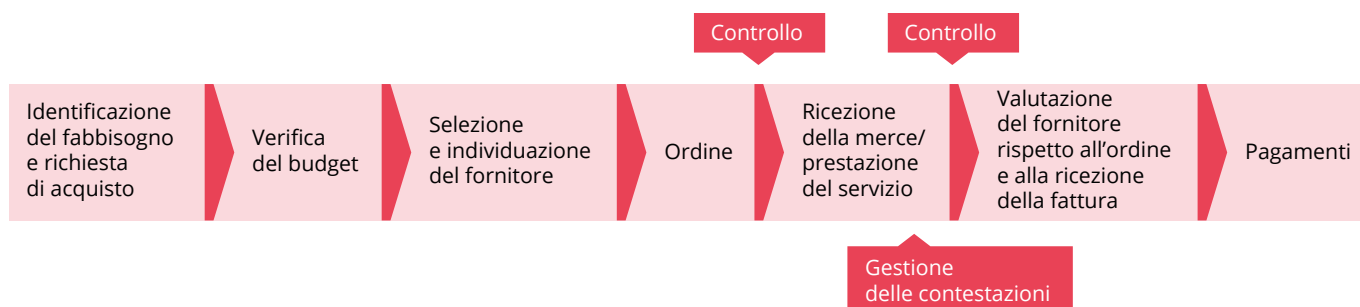 Controllo
Controllo
Identificazione
del fabbisogno
e richiesta
di acquisto
Verifica
del budget
Selezione
e individuazione
del fornitore
Ordine
Ricezione
della merce/
prestazione
del servizio
Valutazione
del fornitore
rispetto all’ordine
e alla ricezione
della fattura
Pagamenti
Gestione
delle contestazioni